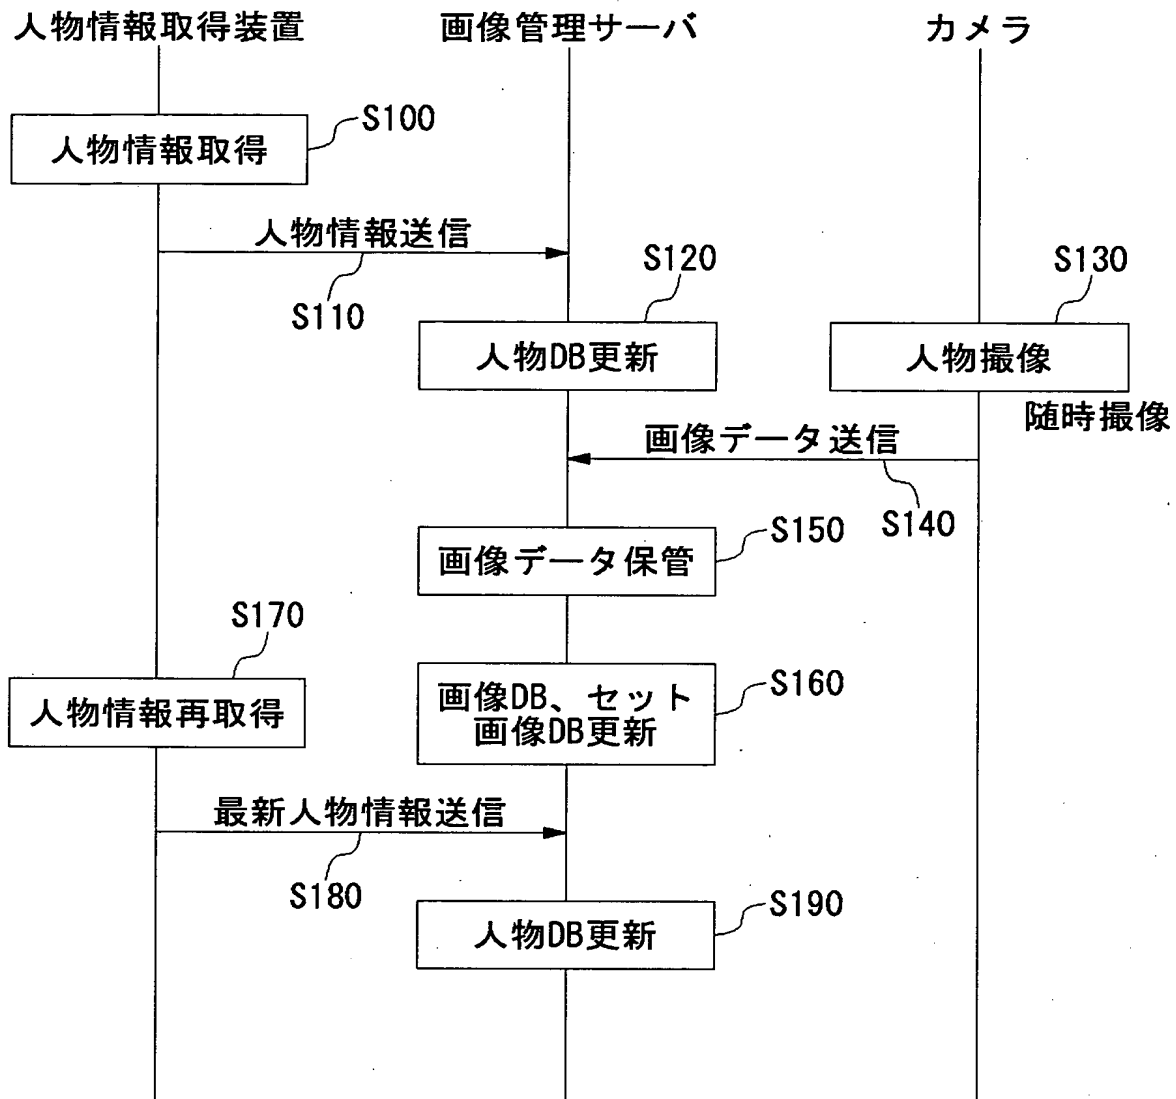 人物情報取得装置
画像管理サーバ
カメラ
S100
人物情報取得
人物情報送信
S110
S120
S130
人物DB更新
人物撮像
随時撮像
画像データ送信
S140
S150
画像データ保管
S170
S160
人物情報再取得
画像DB、セット
画像DB更新
最新人物情報送信
S180
S190
人物DB更新